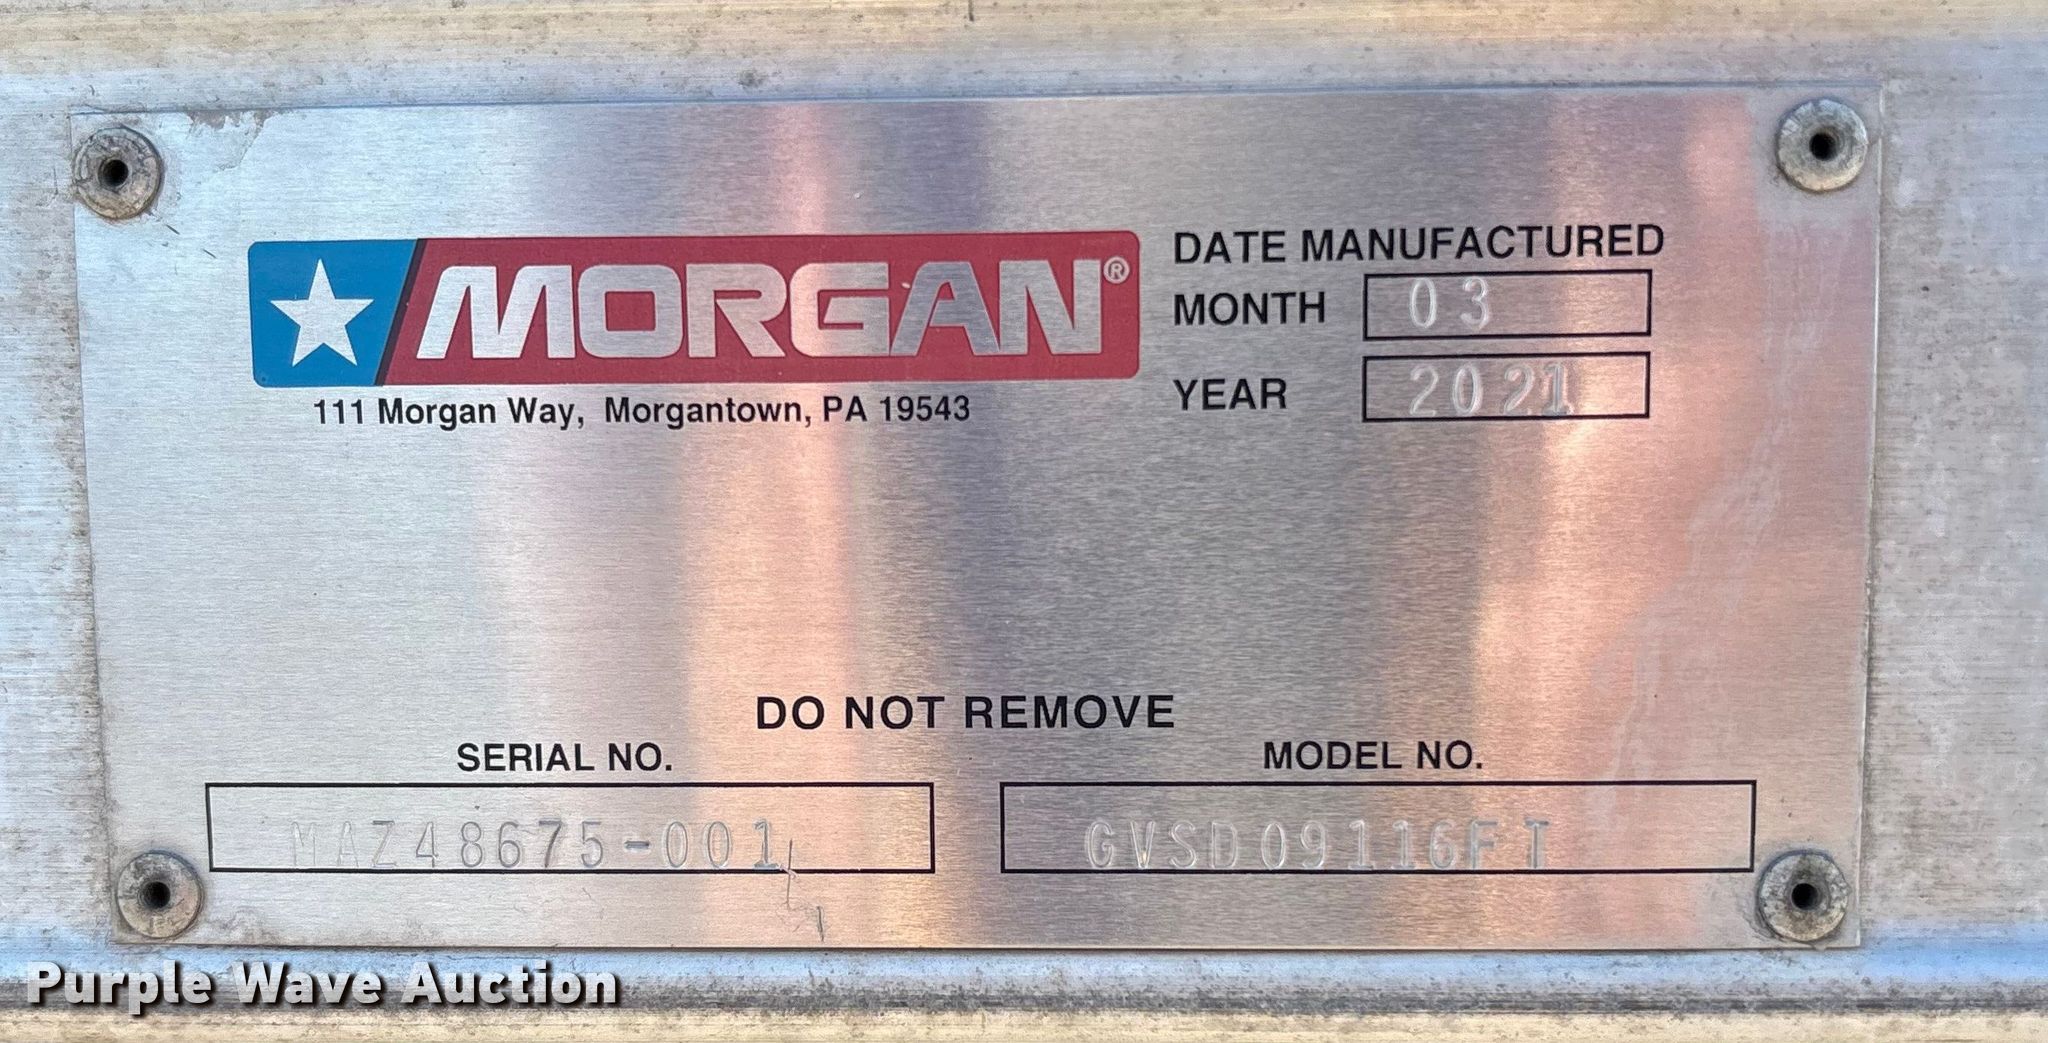 MORGAN®
111 Morgan Way, Morgantown, PA 19543
DATE MANUFACTURED
MONTH 03
YEAR 2021
DO NOT REMOVE
SERIAL NO.
MAZ48675-001
MODEL NO.
GVSD09116FT
Purple Wave Auction